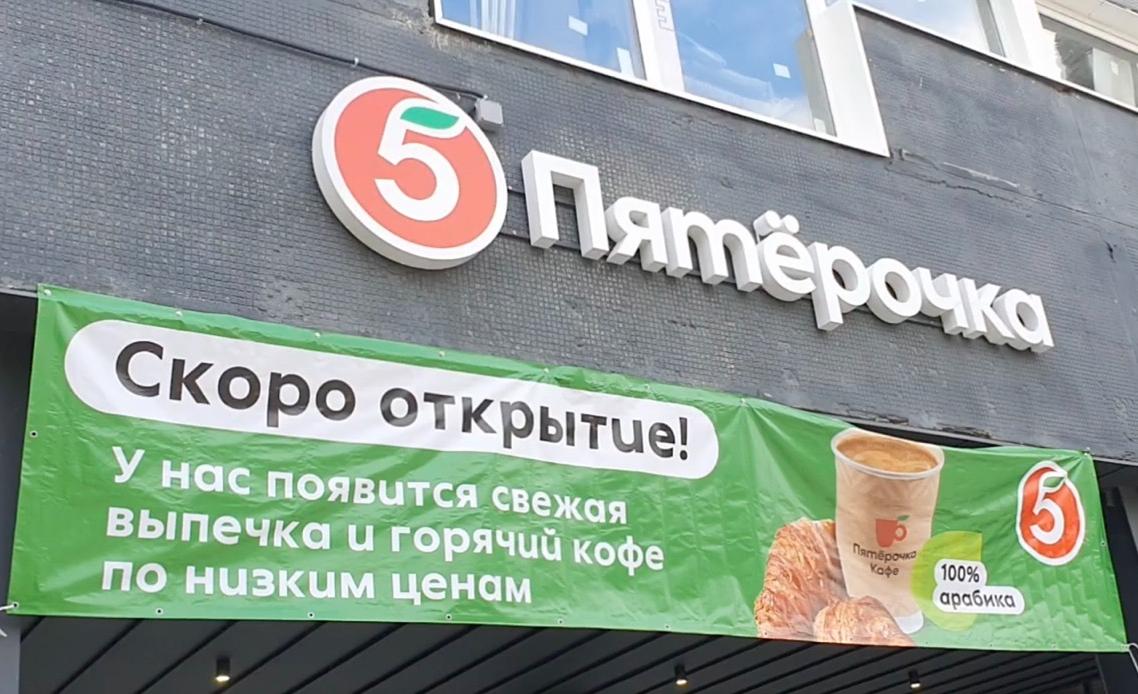 5 Пятёрочка
Скоро открытие!
У нас появится свежая
выпечка и горячий кофе
по низким ценам
Пятёрочка
Кафе
5
100%
арабика